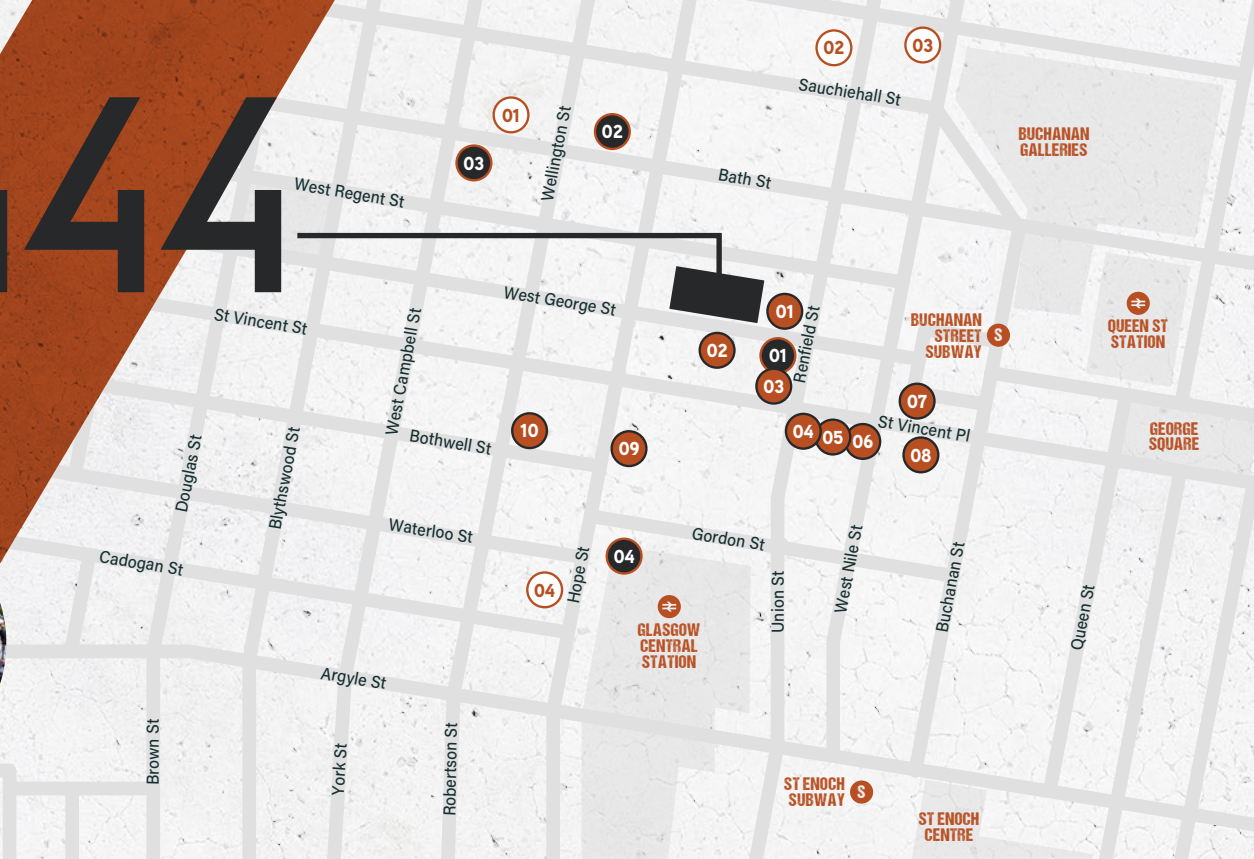 44
02
03
Sauchiehall St
01
02
03
Wellington St
BUCHANAN
GALLERIES
Bath St
West Regent St
West George St
01
Renfield St
QUEEN ST
STATION
St Vincent St
BUCHANAN
STREET
SUBWAY
S
02
01
03
West Campbell St
07
St Vincent Pl
04
05
06
08
GEORGE
SQUARE
10
Bothwell St
09
Douglas St
Blythswood St
Waterloo St
Gordon St
Cadogan St
04
04
Hope St
Union St
West Nile St
Buchanan St
Queen St
GLASGOW
CENTRAL
STATION
Argyle St
Brown St
York St
Robertson St
ST ENOCH
SUBWAY
S
ST ENOCH
CENTRE